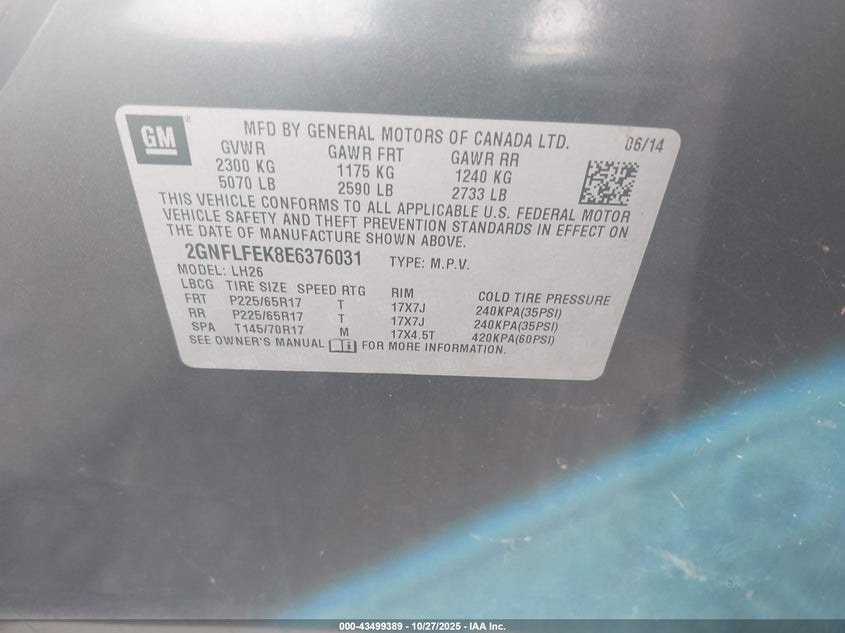 GM® MFD BY GENERAL MOTORS OF CANADA LTD. 06/14
GVWR GAWR FRT GAWR RR
2300 KG 1175 KG 1240 KG
5070 LB 2590 LB 2733 LB
THIS VEHICLE CONFORMS TO ALL APPLICABLE U.S. FEDERAL MOTOR
VEHICLE SAFETY AND THEFT PREVENTION STANDARDS IN EFFECT ON
THE DATE OF MANUFACTURE SHOWN ABOVE.
2GNFLFEK8E6376031 TYPE: M.P.V.
MODEL: LH26
LBCG TIRE SIZE SPEED RTG RIM COLD TIRE PRESSURE
FRT P225/65R17 T 17X7J 240KPA(35PSI)
RR P225/65R17 T 17X7J 240KPA(35PSI)
SPA T145/70R17 M 17X4.5T 420KPA(60PSI)
SEE OWNER'S MANUAL FOR MORE INFORMATION.
000-43499389 - 10/27/2025 - IAA Inc.